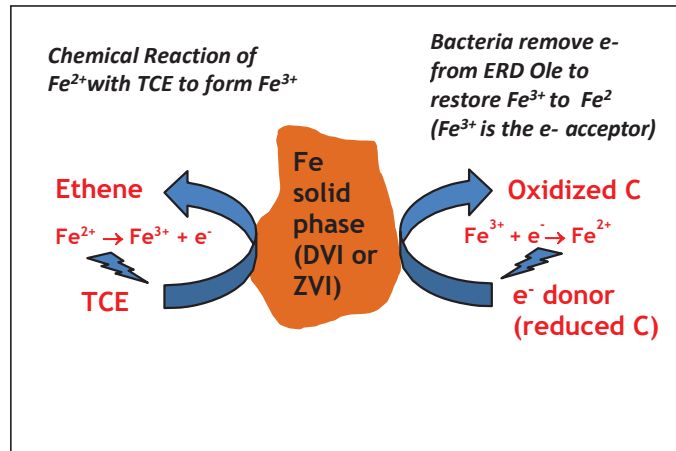 Chemical Reaction of
Fe²⁺with TCE to form Fe³⁺
Bacteria remove e-
from ERD Ole to
restore Fe³⁺ to Fe²
(Fe³⁺ is the e- acceptor)
Fe
solid
phase
(DVI or
ZVI)
Ethene
Fe²⁺ → Fe³⁺ + e⁻
TCE
Oxidized C
Fe³⁺ + e⁻ → Fe²⁺
e⁻ donor
(reduced C)